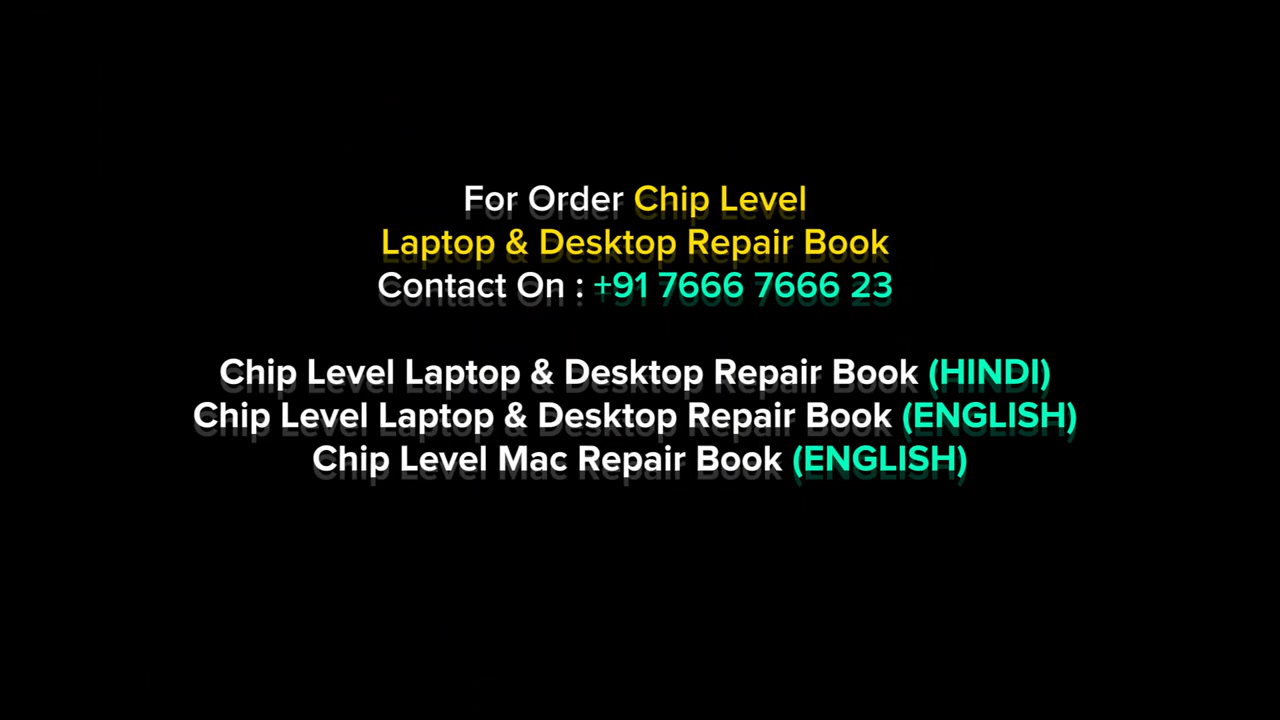 For Order Chip Level
Laptop & Desktop Repair Book
Contact On : +91 7666 7666 23
Chip Level Laptop & Desktop Repair Book (HINDI)
Chip Level Laptop & Desktop Repair Book (ENGLISH)
Chip Level Mac Repair Book (ENGLISH)